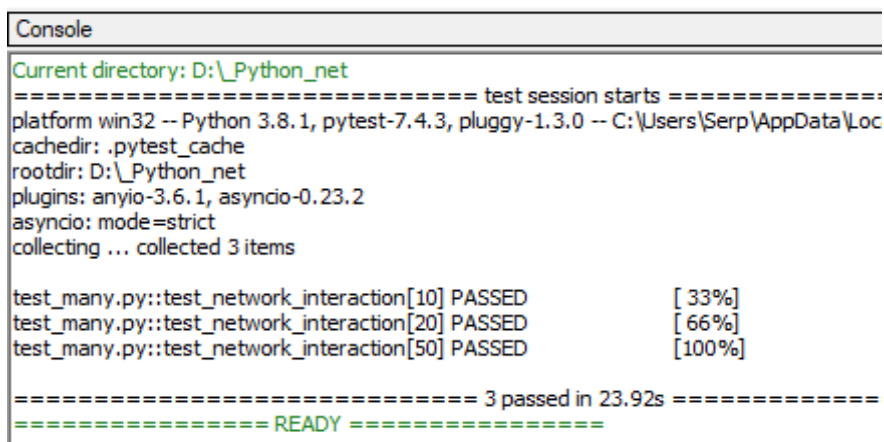 Console
Current directory: D:\_Python_net
============================= test session starts ==============
platform win32 -- Python 3.8.1, pytest-7.4.3, pluggy-1.3.0 -- C:\Users\Serp\AppData\Loc
cachedir: .pytest_cache
rootdir: D:\_Python_net
plugins: anyio-3.6.1, asyncio-0.23.2
asyncio: mode=strict
collecting ... collected 3 items
test_many.py::test_network_interaction[10] PASSED [ 33%]
test_many.py::test_network_interaction[20] PASSED [ 66%]
test_many.py::test_network_interaction[50] PASSED [100%]
============================= 3 passed in 23.92s =============
================ READY ================